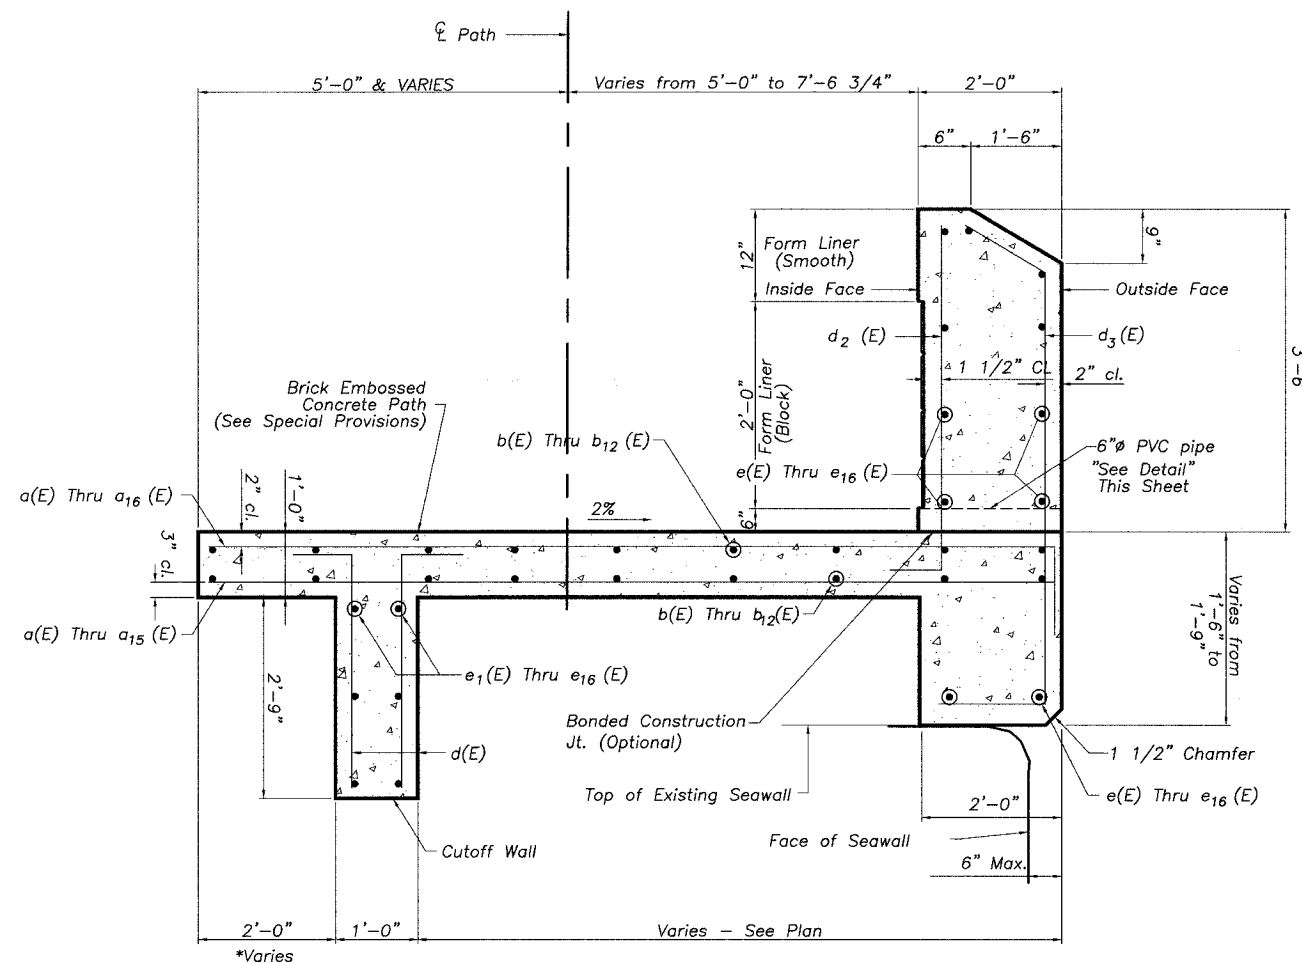 ℄ Path
5'-0" & VARIES
Varies from 5'-0" to 7'-6 3/4"
2'-0"
6"
1'-6"
12"
Form Liner
(Smooth)
9"
Inside Face
Outside Face
d2 (E)
d3 (E)
1 1/2" CL
2" cl.
2'-0"
Form Liner
(Block)
Brick Embossed
Concrete Path
(See Special Provisions)
b(E) Thru b12 (E)
e(E) Thru e16 (E)
6"ø PVC pipe
"See Detail"
This Sheet
a(E) Thru a16 (E)
2" cl.
1'-0"
2%
6"
3" cl.
a(E) Thru a15 (E)
b(E) Thru b12(E)
Varies from
1'-6" to
1'-9"
2'-9"
e1(E) Thru e16 (E)
Bonded Construction
Jt. (Optional)
d(E)
1 1/2" Chamfer
Top of Existing Seawall
e(E) Thru e16 (E)
2'-0"
Face of Seawall
Cutoff Wall
6" Max.
2'-0"
*Varies
1'-0"
Varies - See Plan